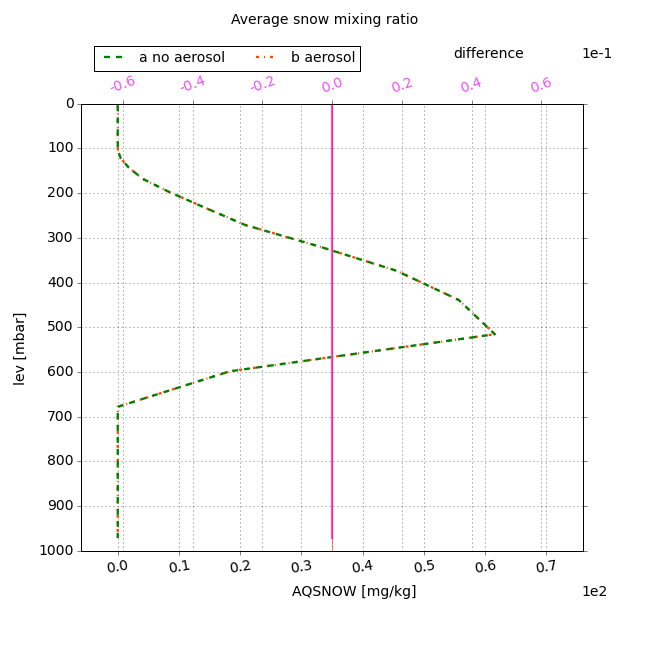 Average snow mixing ratio
a no aerosol b aerosol difference 1e-1
-0.6 -0.4 -0.2 0.0 0.2 0.4 0.6
0
100
200
300
400
500
600
700
800
900
1000
lev [mbar]
0.0 0.1 0.2 0.3 0.4 0.5 0.6 0.7
AQSNOW [mg/kg] 1e2